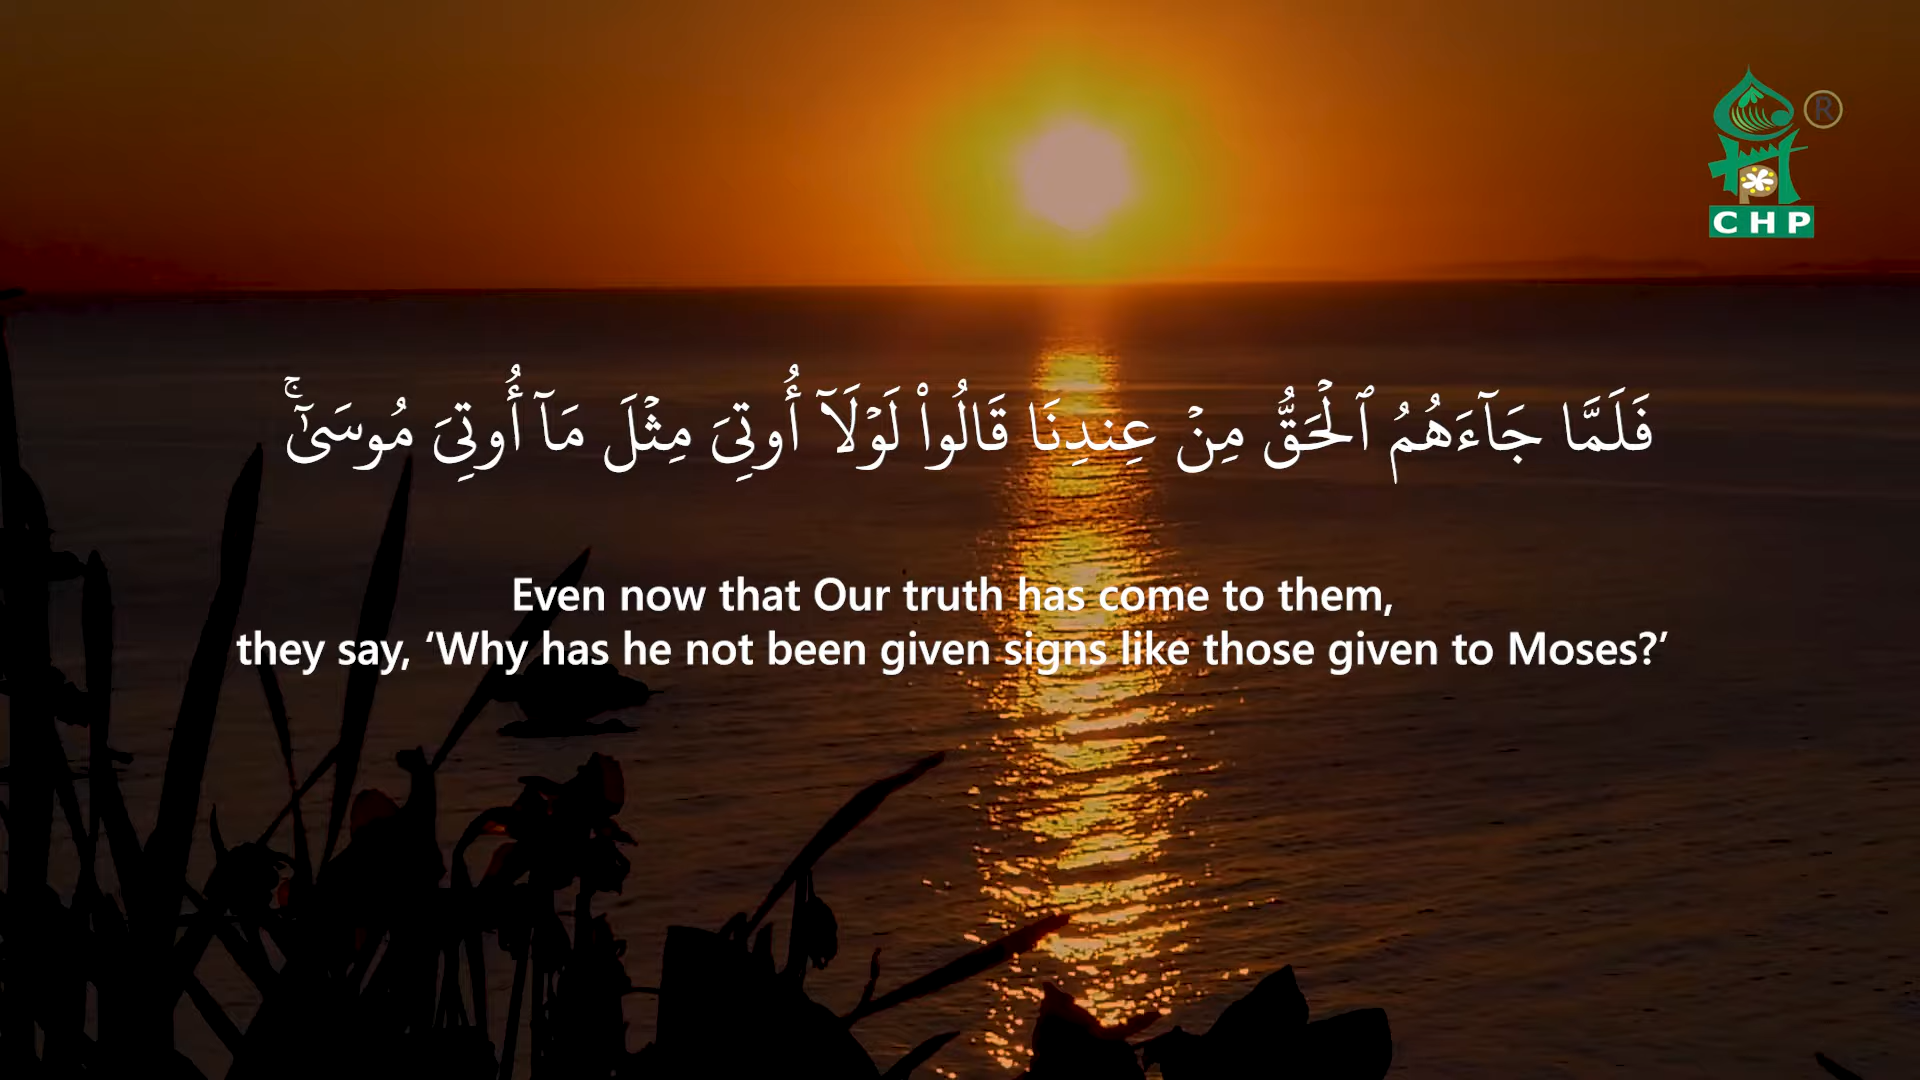 CHP
®
فَلَمَّا جَآءَهُمُ ٱلْحَقُّ مِنْ عِندِنَا قَالُوا۟ لَوْلَآ أُوتِىَ مِثْلَ مَآ أُوتِىَ مُوسَىٰٓ ۚ
Even now that Our truth has come to them,
they say, ‘Why has he not been given signs like those given to Moses?’